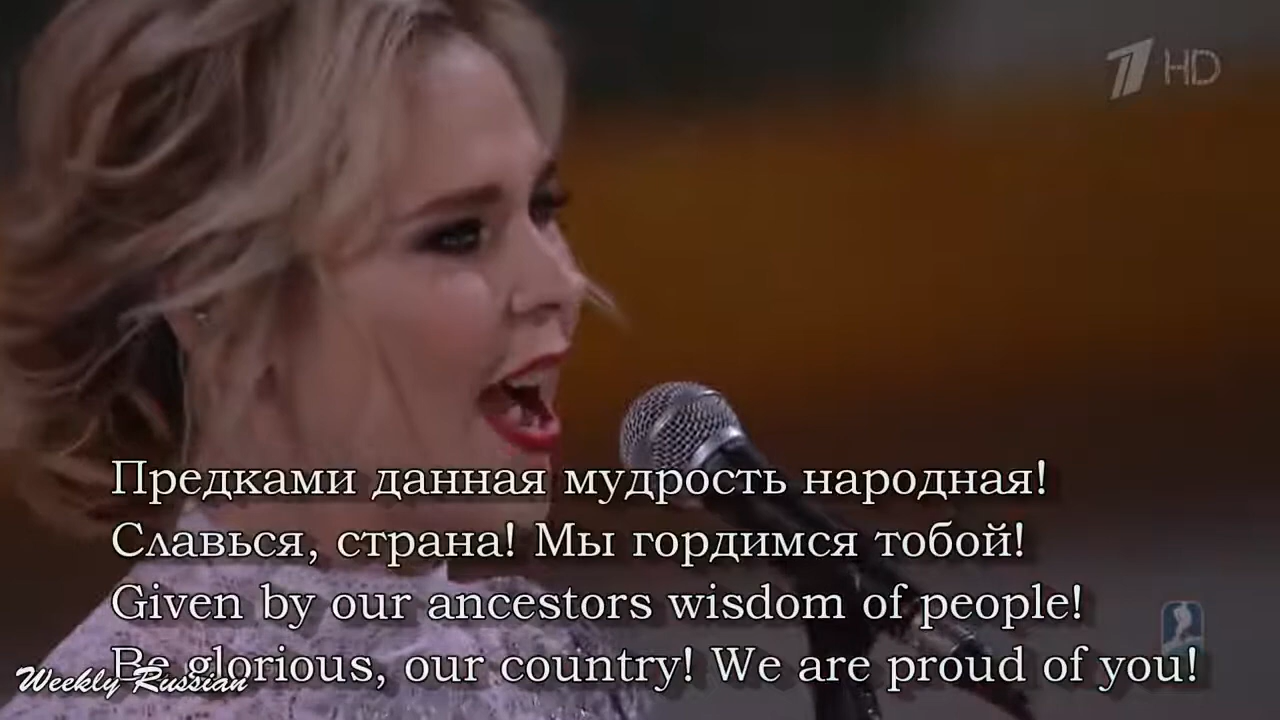 HD
Предками данная мудрость народная!
Славься, страна! Мы гордимся тобой!
Given by our ancestors wisdom of people!
Be glorious, our country! We are proud of you!
Weekly Russian